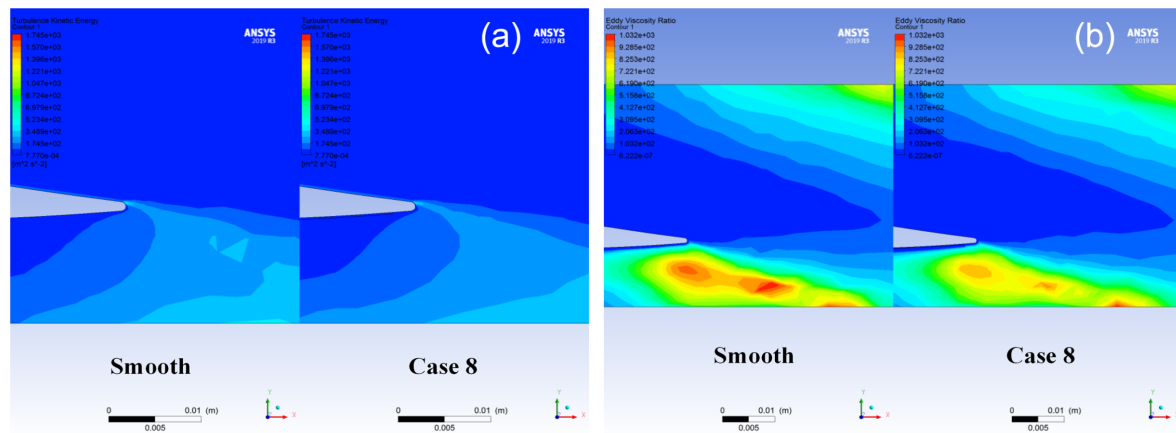 Turbulence Kinetic Energy
Contour 1
1.745e+03
1.570e+03
1.396e+03
1.221e+03
1.047e+03
8.724e+02
6.979e+02
5.234e+02
3.489e+02
1.745e+02
7.770e-04
[m^2 s^-2]
ANSYS
2019 R3
Turbulence Kinetic Energy
Contour 1
1.745e+03
1.570e+03
1.396e+03
1.221e+03
1.047e+03
8.724e+02
6.979e+02
5.234e+02
3.489e+02
1.745e+02
7.770e-04
[m^2 s^-2]
(a)
ANSYS
2019 R3
Smooth
Case 8
0 0.01 (m)
0.005
Y
X
0 0.01 (m)
0.005
Y
X
Eddy Viscosity Ratio
Contour 1
1.032e+03
9.285e+02
8.253e+02
7.221e+02
6.190e+02
5.158e+02
4.127e+02
3.095e+02
2.063e+02
1.032e+02
6.222e-07
ANSYS
2019 R3
Eddy Viscosity Ratio
Contour 1
1.032e+03
9.285e+02
8.253e+02
7.221e+02
6.190e+02
5.158e+02
4.127e+02
3.095e+02
2.063e+02
1.032e+02
6.222e-07
(b)
ANSYS
2019 R3
Smooth
Case 8
0 0.01 (m)
0.005
Y
X
0 0.01 (m)
0.005
Y
X